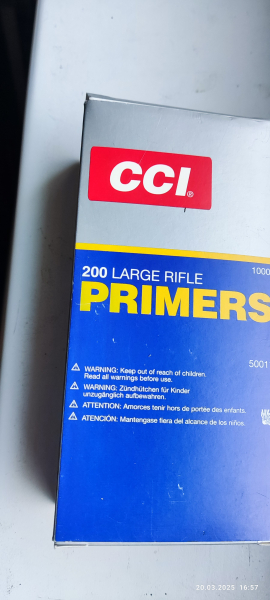 CCI®
200 LARGE RIFLE
1000
PRIMERS
5001
WARNING: Keep out of reach of children.
Read all warnings before use.
WARNING: Zündhütchen für Kinder
unzugänglich aufbewahren.
ATTENTION: Amorces tenir hors de portée des enfants.
ATENCIÓN: Mantengase fiera del alcance de los niños.
20.03.2025 16:57